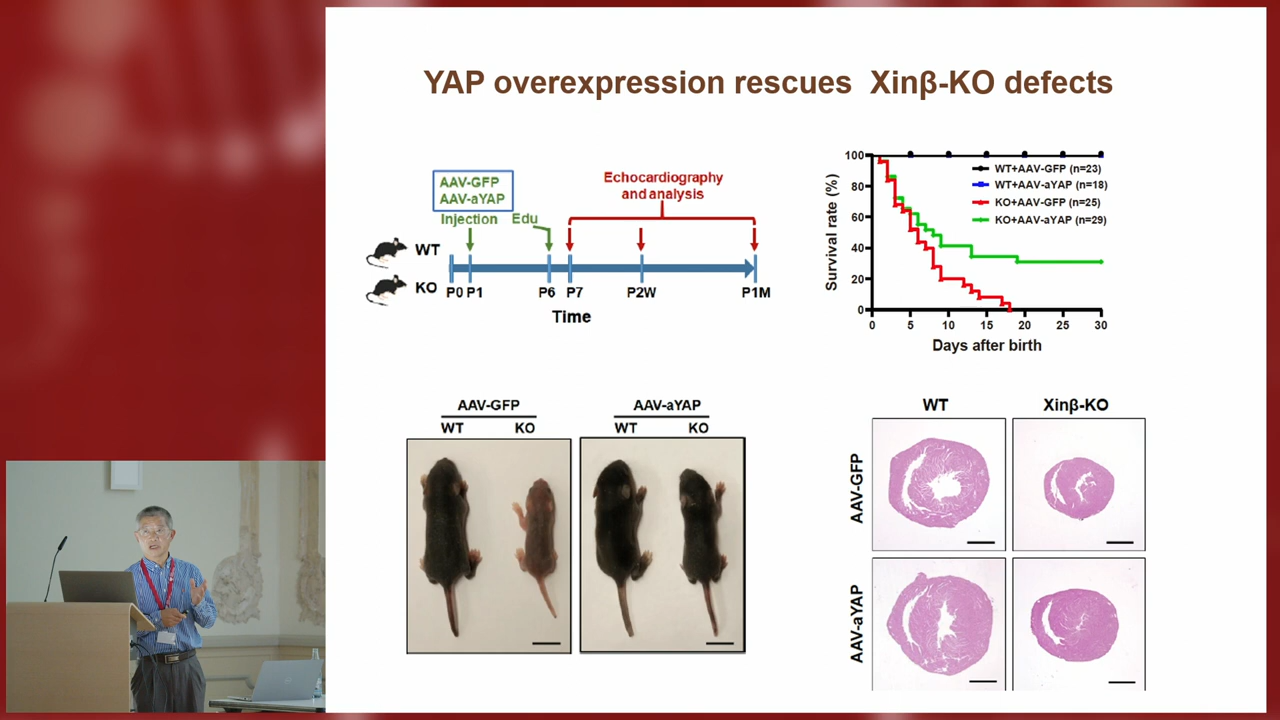 YAP overexpression rescues Xinβ-KO defects
AAV-GFP
AAV-aYAP
Injection Edu
Echocardiography
and analysis
WT
KO
P0 P1 P6 P7 P2W P1M
Time
Survival rate (%)
100
80
60
40
20
0
0 5 10 15 20 25 30
Days after birth
WT+AAV-GFP (n=23)
WT+AAV-aYAP (n=18)
KO+AAV-GFP (n=25)
KO+AAV-aYAP (n=29)
AAV-GFP AAV-aYAP
WT KO WT KO
WT Xinβ-KO
AAV-GFP
AAV-aYAP